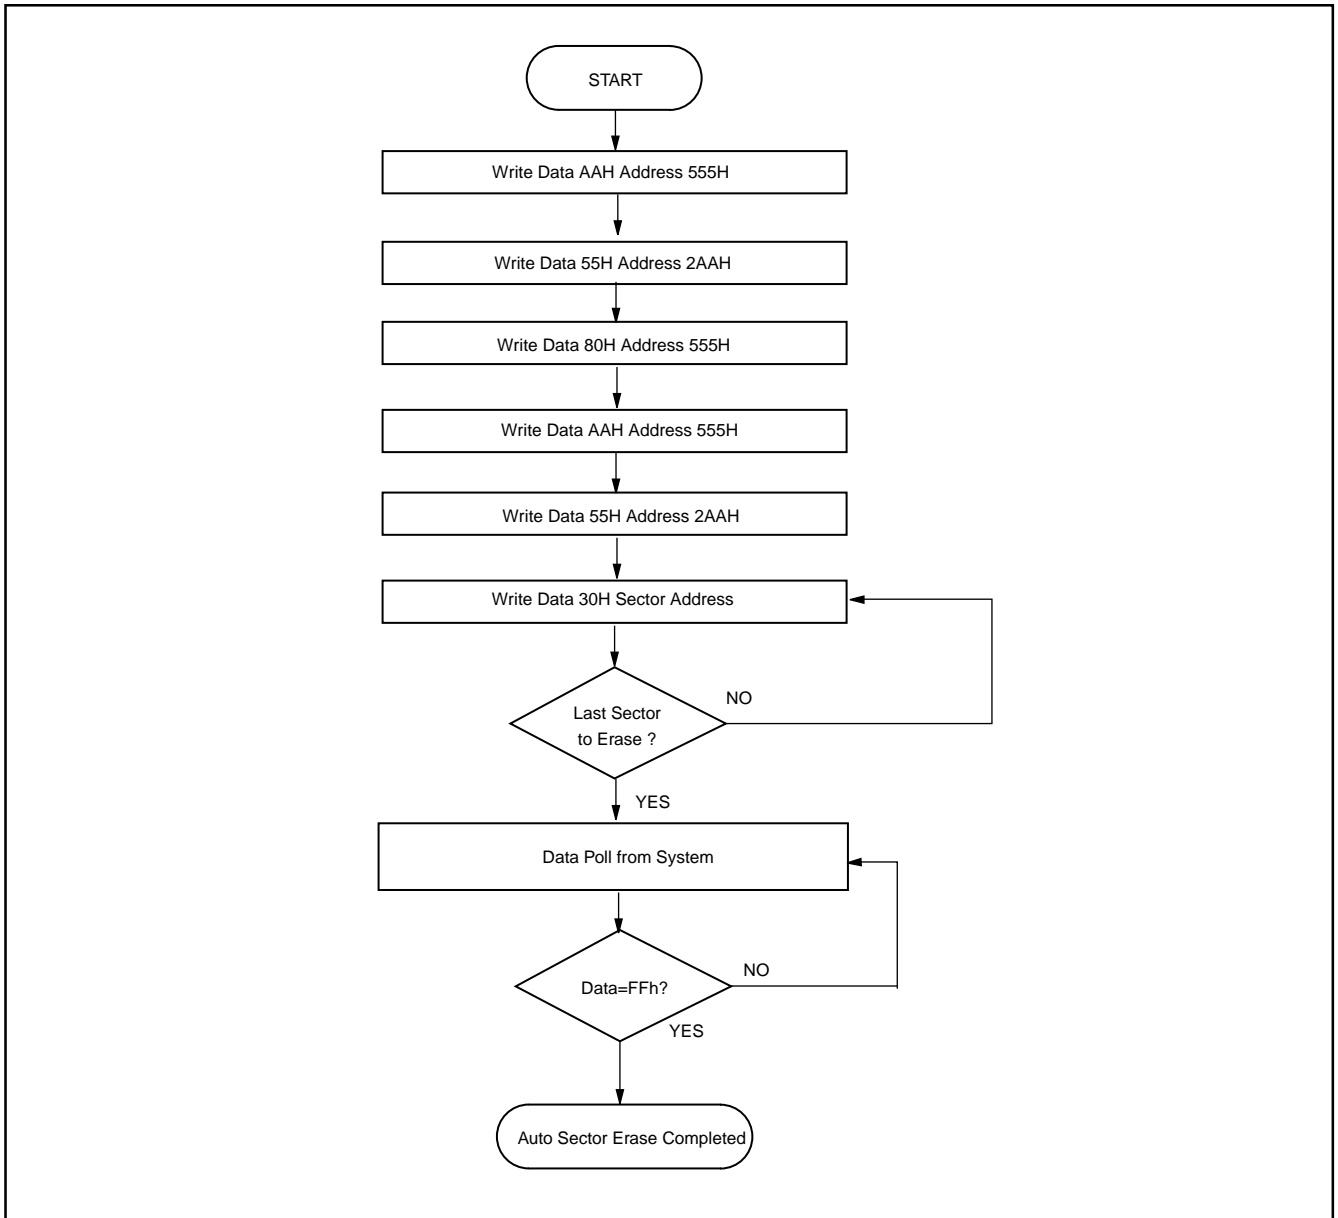 START
Write Data AAH Address 555H
Write Data 55H Address 2AAH
Write Data 80H Address 555H
Write Data AAH Address 555H
Write Data 55H Address 2AAH
Write Data 30H Sector Address
NO
Last Sector
to Erase ?
YES
Data Poll from System
NO
Data=FFh?
YES
Auto Sector Erase Completed